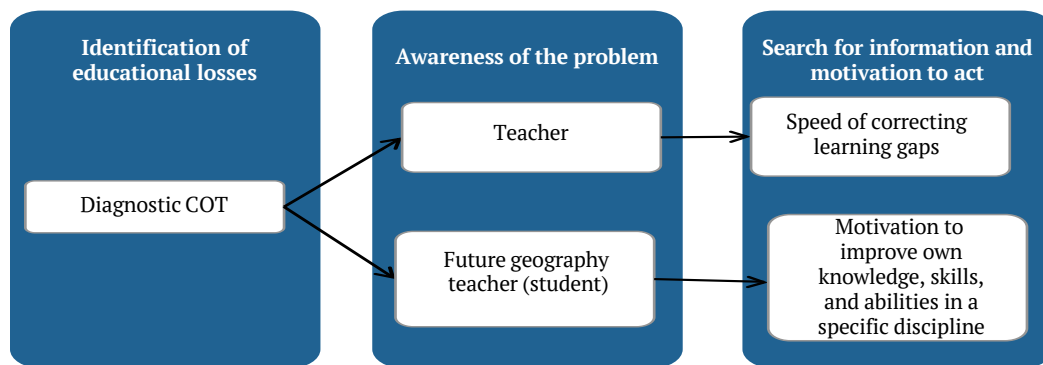 Identification of
educational losses
Diagnostic COT
Awareness of the problem
Teacher
Future geography
teacher (student)
Search for information and
motivation to act
Speed of correcting
learning gaps
Motivation to
improve own
knowledge, skills,
and abilities in a
specific discipline